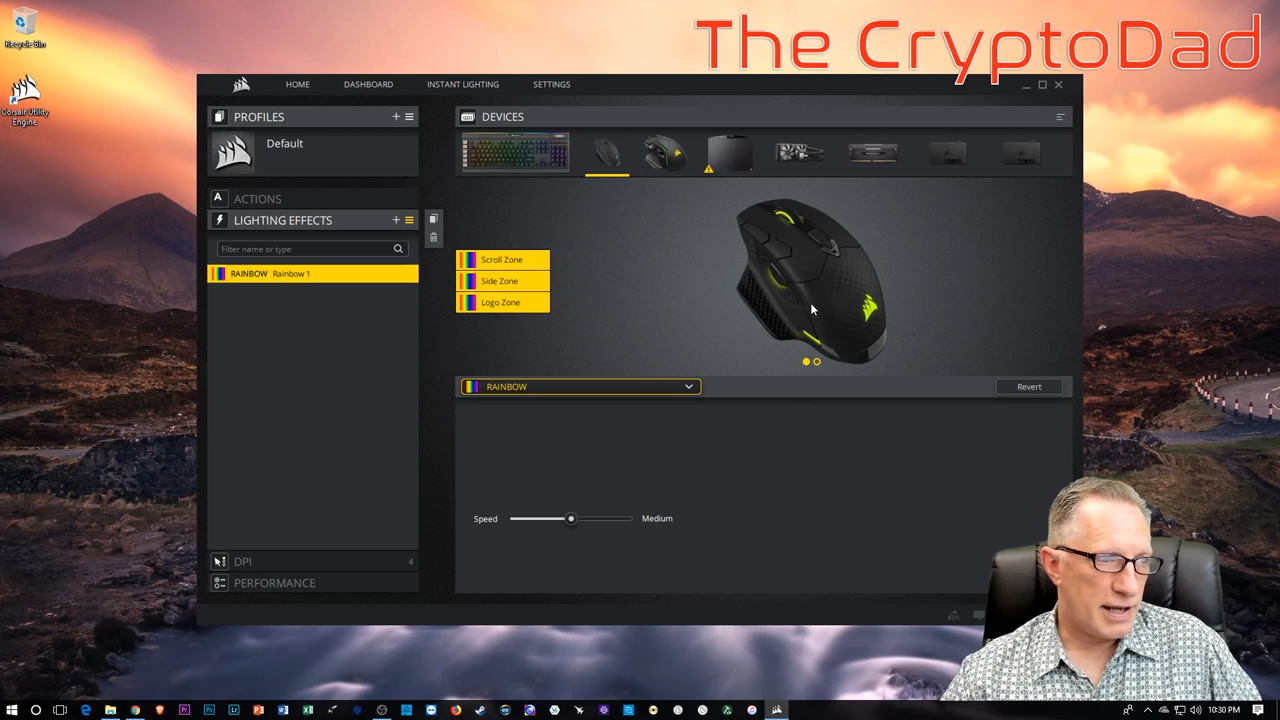 The CryptoDad
Recycle Bin
Corsair Utility
Engine
HOME
DASHBOARD
INSTANT LIGHTING
SETTINGS
PROFILES
Default
ACTIONS
LIGHTING EFFECTS
Filter name or type
RAINBOW Rainbow 1
DPI 4
PERFORMANCE
DEVICES
Scroll Zone
Side Zone
Logo Zone
RAINBOW
Revert
Speed
Medium
10:30 PM